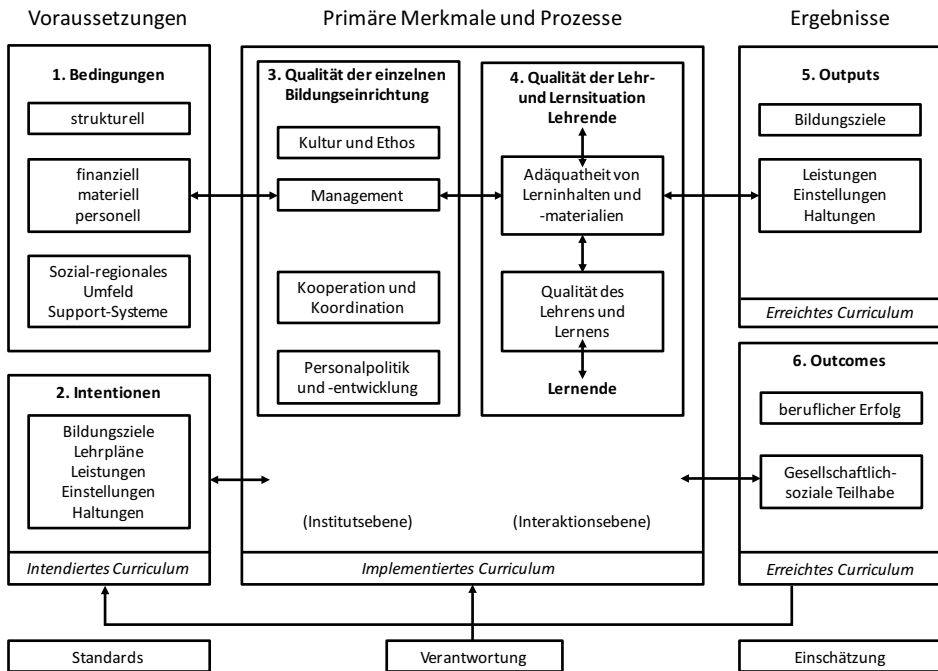 Voraussetzungen
Primäre Merkmale und Prozesse
Ergebnisse
1. Bedingungen
strukturell
finanziell
materiell
personell
Sozial-regionales
Umfeld
Support-Systeme
2. Intentionen
Bildungsziele
Lehrpläne
Leistungen
Einstellungen
Haltungen
Intendiertes Curriculum
3. Qualität der einzelnen
Bildungseinrichtung
Kultur und Ethos
Management
Kooperation und
Koordination
Personalpolitik
und -entwicklung
(Institutsebene)
4. Qualität der Lehr-
und Lernsituation
Lehrende
Adäquatheit von
Lerninhalten und
-materialien
Qualität des
Lehrens und
Lernens
Lernende
(Interaktionsebene)
Implementiertes Curriculum
5. Outputs
Bildungsziele
Leistungen
Einstellungen
Haltungen
Erreichtes Curriculum
6. Outcomes
beruflicher Erfolg
Gesellschaftlich-
soziale Teilhabe
Erreichtes Curriculum
Standards
Verantwortung
Einschätzung